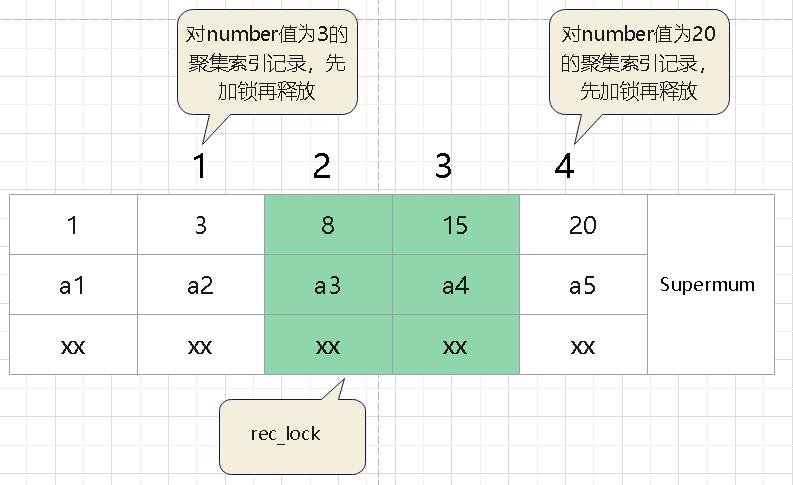 对number值为3的
聚集索引记录，先
加锁再释放
对number值为20
的聚集索引记录，
先加锁再释放
1 2 3 4
1 3 8 15 20
a1 a2 a3 a4 a5 Supermum
xx xx xx xx xx
rec_lock